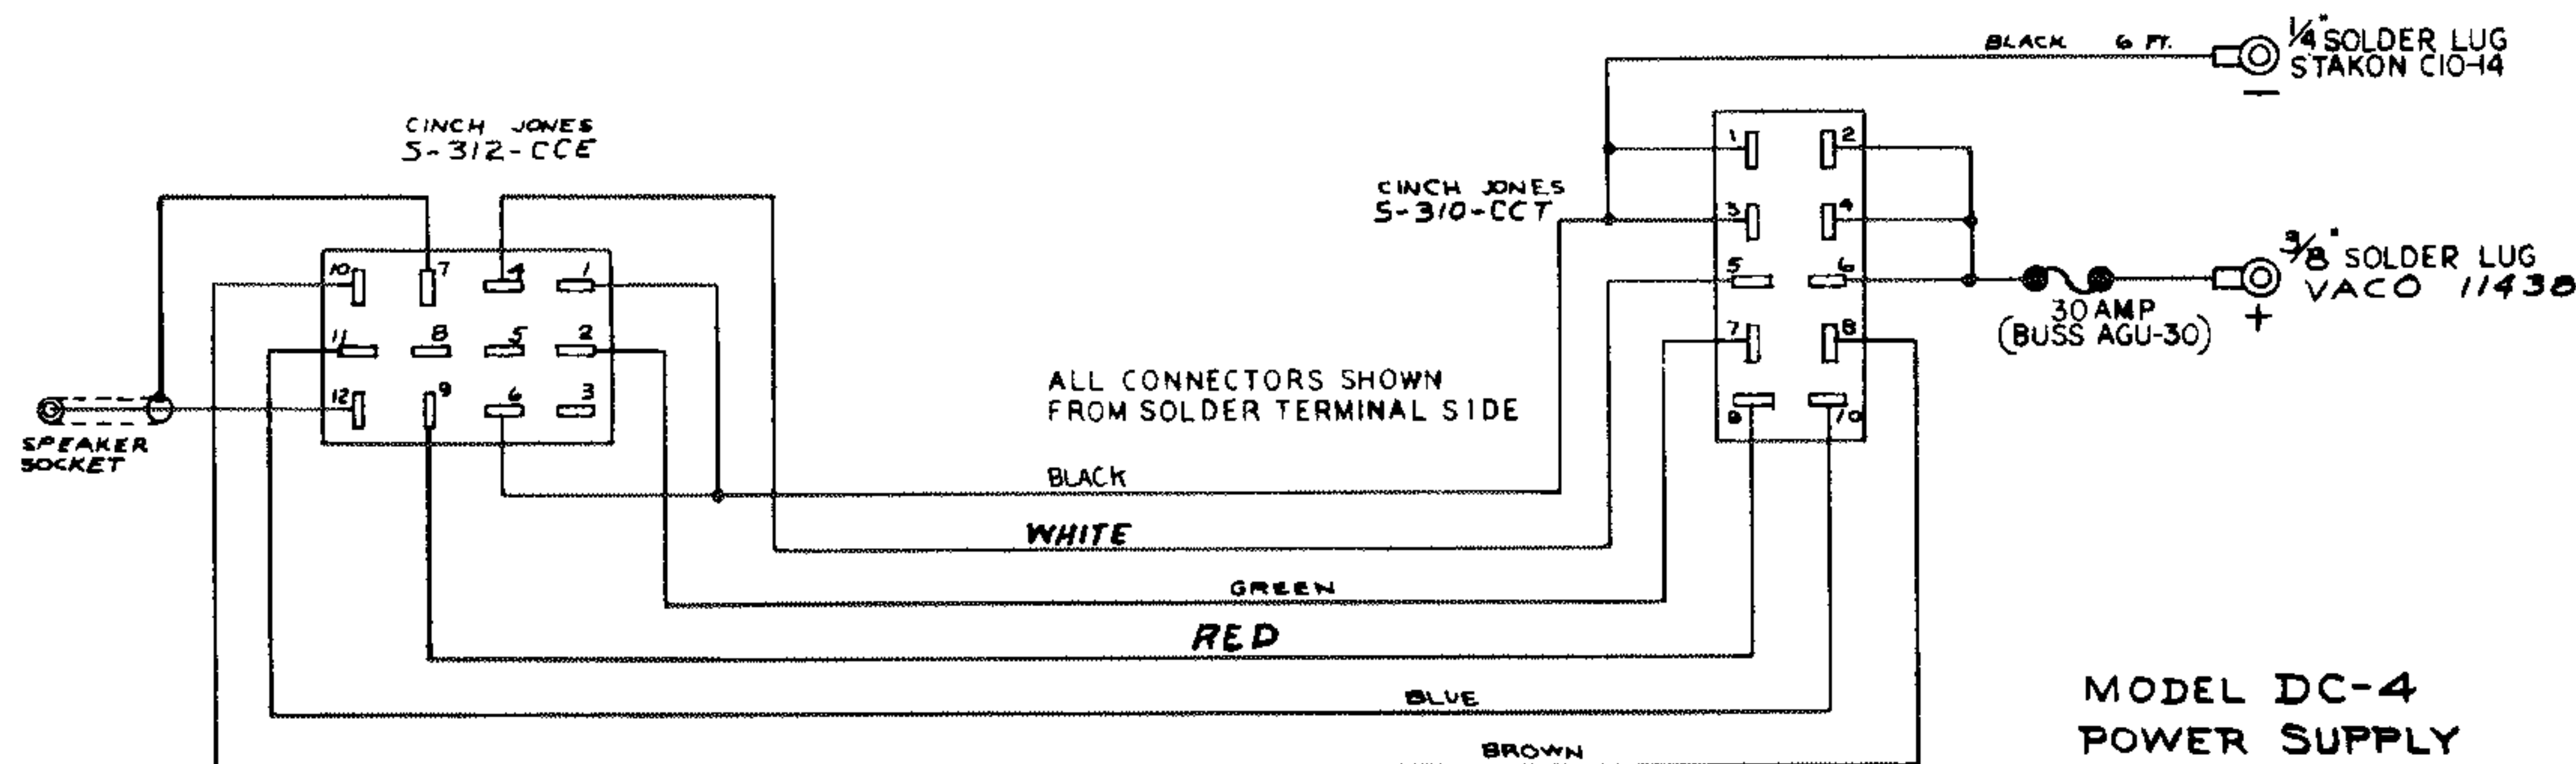 BLACK 6 FT.
1/4" SOLDER LUG
STAKON C10-14
−
CINCH JONES
S-312-CCE
1
2
CINCH JONES
S-310-CCT
3
4
3/8" SOLDER LUG
VACO 11438
+
5
6
30 AMP
(BUSS AGU-30)
7
8
9
10
10
7
4
1
11
8
5
2
12
9
6
3
SPEAKER
SOCKET
ALL CONNECTORS SHOWN
FROM SOLDER TERMINAL SIDE
BLACK
WHITE
GREEN
RED
BLUE
BROWN
MODEL DC-4
POWER SUPPLY